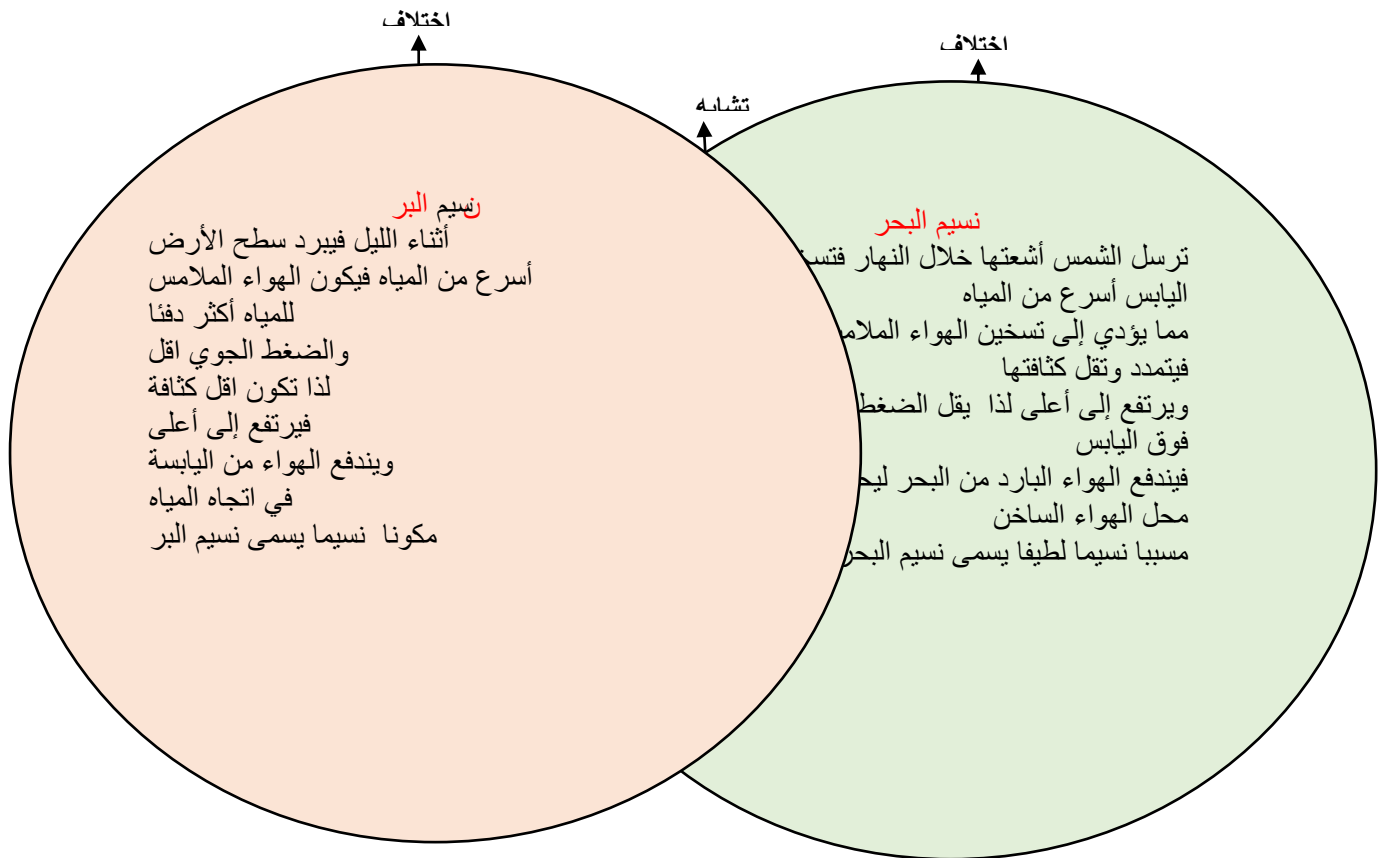 اختلاف
اختلاف
تشابه
نسيم البحر
ترسل الشمس أشعتها خلال النهار
اليابس أسرع من المياه
مما يؤدي إلى تسخين الهواء
فيتمدد وتقل كثافتها
ويرتفع إلى أعلى لذا يقل الضغط
فوق اليابس
فيندفع الهواء البارد من البحر
محل الهواء الساخن
مسببا نسيما لطيفا يسمى نسيم البحر
نسيم البر
أثناء الليل فيبرد سطح الأرض
أسرع من المياه فيكون الهواء الملامس
للمياه أكثر دفئا
والضغط الجوي اقل
لذا تكون اقل كثافة
فيرتفع إلى أعلى
ويندفع الهواء من اليابسة
في اتجاه المياه
مكونا نسيما يسمى نسيم البر